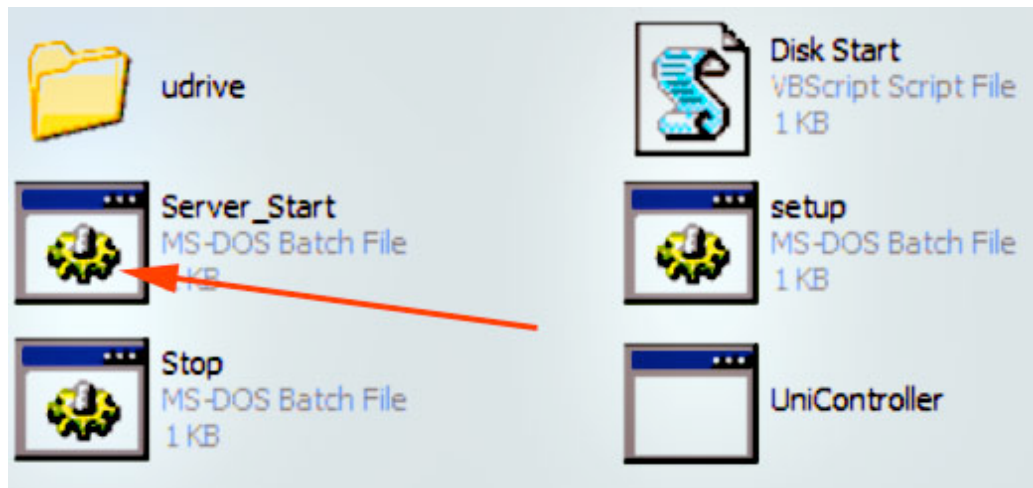 udrive
Disk Start
VBScript Script File
1 KB
Server_Start
MS-DOS Batch File
KB
setup
MS-DOS Batch File
1 KB
Stop
MS-DOS Batch File
1 KB
UniController